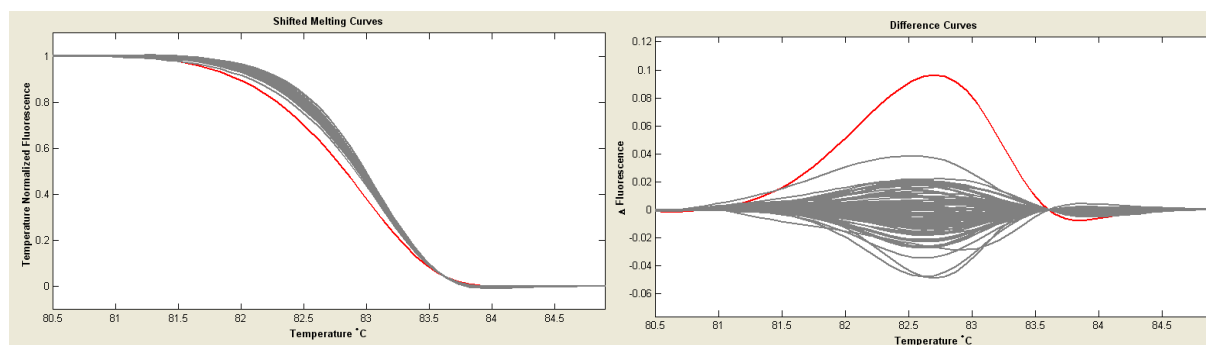 Shifted Melting Curves
Temperature Normalized Fluorescence
1
0.8
0.6
0.4
0.2
0
80.5 81 81.5 82 82.5 83 83.5 84 84.5
Temperature °C
Difference Curves
Δ Fluorescence
0.12
0.1
0.08
0.06
0.04
0.02
0
-0.02
-0.04
-0.06
80.5 81 81.5 82 82.5 83 83.5 84 84.5
Temperature °C